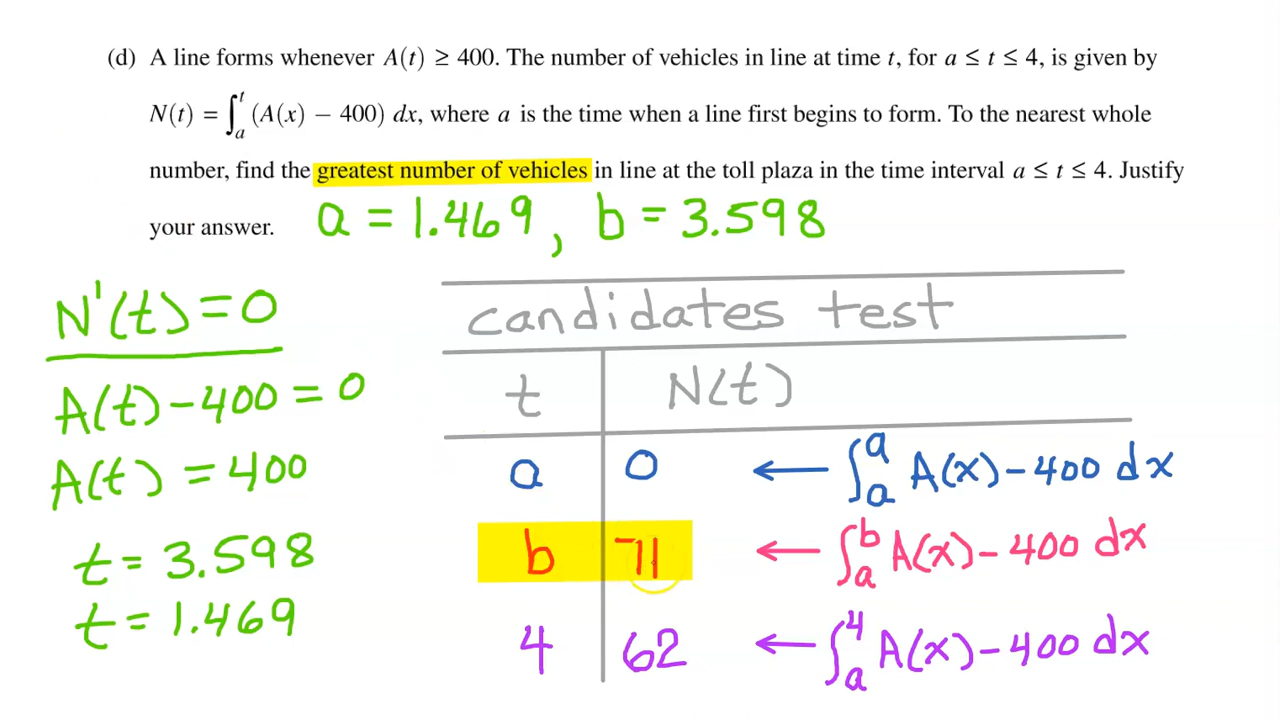 (d) A line forms whenever A(t) ≥ 400. The number of vehicles in line at time t, for a ≤ t ≤ 4, is given by
N(t) = ∫_a^t (A(x) − 400) dx, where a is the time when a line first begins to form. To the nearest whole
number, find the greatest number of vehicles in line at the toll plaza in the time interval a ≤ t ≤ 4. Justify
your answer.
a = 1.469, b = 3.598
N'(t) = 0
A(t) − 400 = 0
A(t) = 400
t = 3.598
t = 1.469
candidates test
t N(t)
a 0 ← ∫_a^a A(x) − 400 dx
b 71 ← ∫_a^b A(x) − 400 dx
4 62 ← ∫_a^4 A(x) − 400 dx